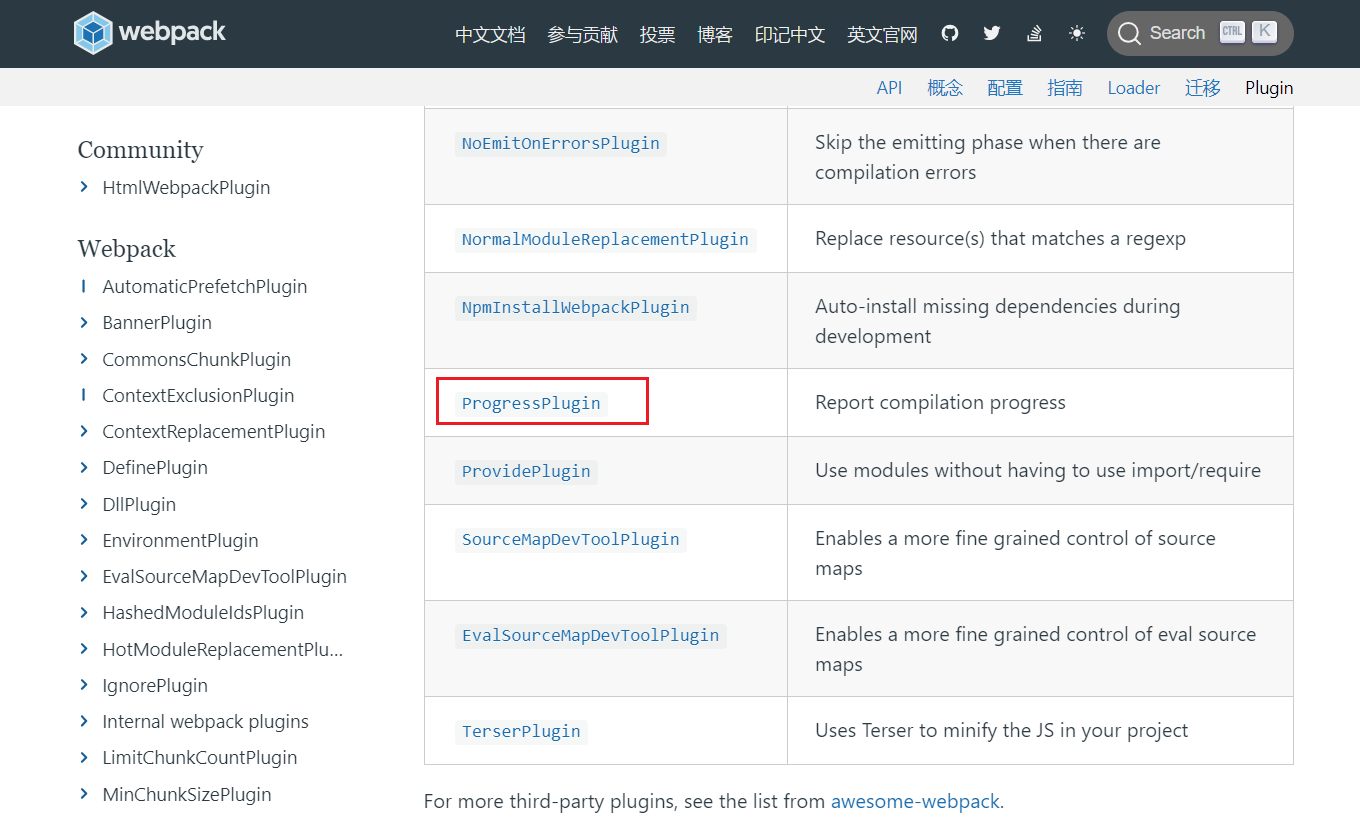 webpack
中文文档 参与贡献 投票 博客 印记中文 英文官网 Search CTRL K
API 概念 配置 指南 Loader 迁移 Plugin
Community
HtmlWebpackPlugin
Webpack
AutomaticPrefetchPlugin
BannerPlugin
CommonsChunkPlugin
ContextExclusionPlugin
ContextReplacementPlugin
DefinePlugin
DllPlugin
EnvironmentPlugin
EvalSourceMapDevToolPlugin
HashedModuleIdsPlugin
HotModuleReplacementPlu...
IgnorePlugin
Internal webpack plugins
LimitChunkCountPlugin
MinChunkSizePlugin
NoEmitOnErrorsPlugin
Skip the emitting phase when there are
compilation errors
NormalModuleReplacementPlugin
Replace resource(s) that matches a regexp
NpmInstallWebpackPlugin
Auto-install missing dependencies during
development
ProgressPlugin
Report compilation progress
ProvidePlugin
Use modules without having to use import/require
SourceMapDevToolPlugin
Enables a more fine grained control of source
maps
EvalSourceMapDevToolPlugin
Enables a more fine grained control of eval source
maps
TerserPlugin
Uses Terser to minify the JS in your project
For more third-party plugins, see the list from awesome-webpack.